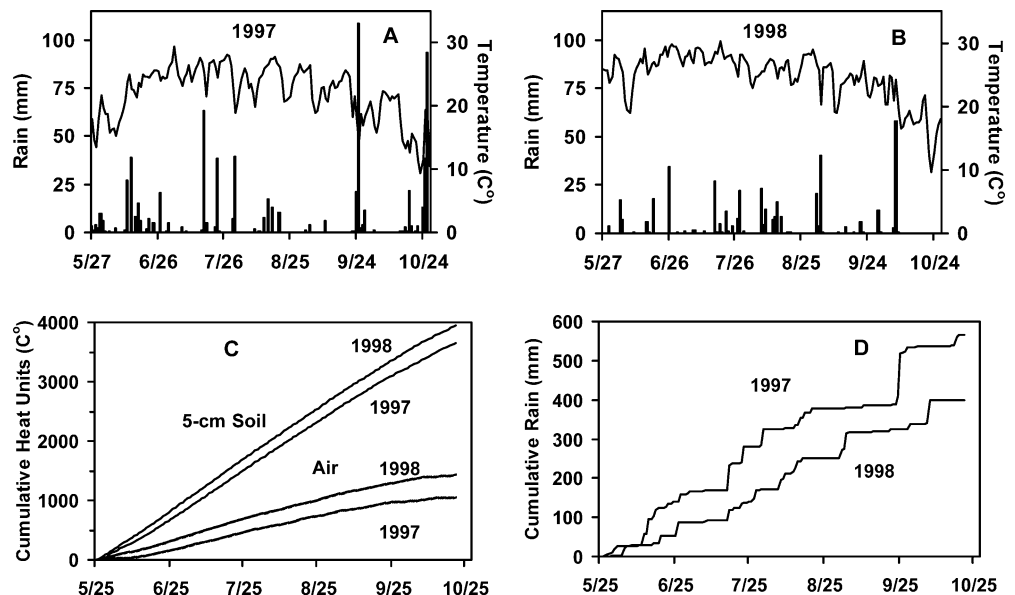 1997
A
100
75
50
25
0
Rain (mm)
30
20
10
0
Temperature (Cº)
5/27 6/26 7/26 8/25 9/24 10/24
1998
B
100
75
50
25
0
Rain (mm)
30
20
10
0
Temperature (Cº)
5/27 6/26 7/26 8/25 9/24 10/24
4000
3000
2000
1000
0
Cumulative Heat Units (Cº)
C
1998
1997
5-cm Soil
Air
1998
1997
5/25 6/25 7/25 8/25 9/25 10/25
600
500
400
300
200
100
0
Cumulative Rain (mm)
D
1997
1998
5/25 6/25 7/25 8/25 9/25 10/25